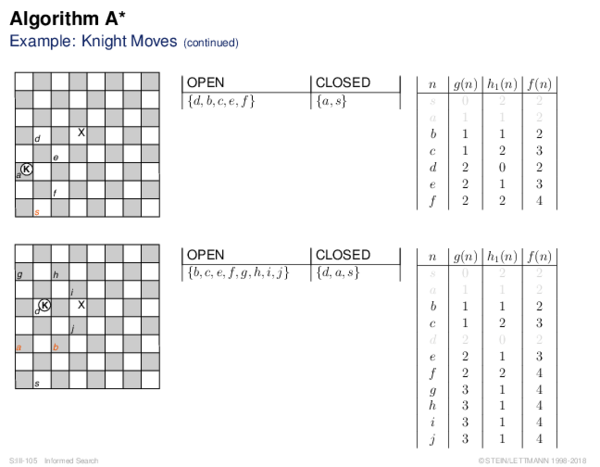 Algorithm A*
Example: Knight Moves (continued)
OPEN CLOSED
{d, b, c, e, f} {a, s}
n g(n) h₁(n) f(n)
s 0 2 2
a 1 1 2
b 1 1 2
c 1 2 3
d 2 0 2
e 2 1 3
f 2 2 4
d X
e
a K
f
s
OPEN CLOSED
{b, c, e, f, g, h, i, j} {d, a, s}
n g(n) h₁(n) f(n)
s 0 2 2
a 1 1 2
b 1 1 2
c 1 2 3
d 2 0 2
e 2 1 3
f 2 2 4
g 3 1 4
h 3 1 4
i 3 1 4
j 3 1 4
g h
i
d K X
j
a b
s
S:II-105 Informed Search ©STEIN/LETTMANN 1998-2018